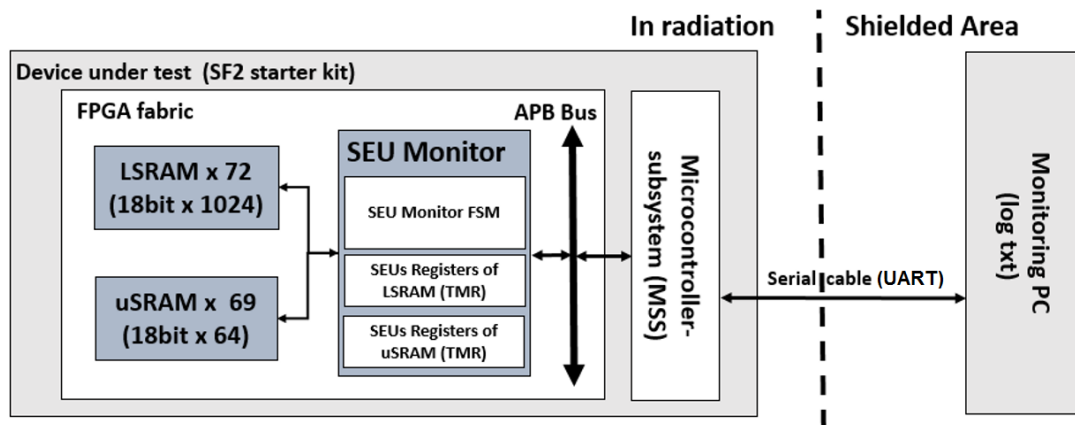 In radiation
Shielded Area
Device under test (SF2 starter kit)
FPGA fabric
APB Bus
LSRAM x 72
(18bit x 1024)
uSRAM x 69
(18bit x 64)
SEU Monitor
SEU Monitor FSM
SEUs Registers of
LSRAM (TMR)
SEUs Registers of
uSRAM (TMR)
Microcontroller-
subsystem (MSS)
Serial cable (UART)
Monitoring PC
(log txt)